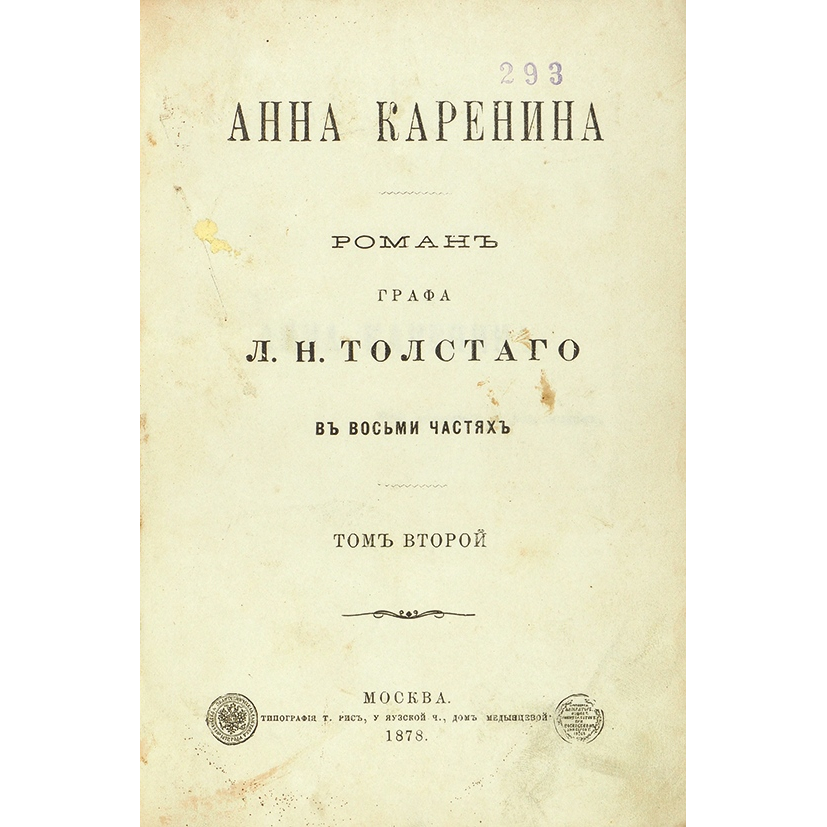 293
АННА КАРЕНИНА
РОМАНЪ
ГРАФА
Л. Н. ТОЛСТАГО
ВЪ ВОСЬМИ ЧАСТЯХЪ
ТОМЪ ВТОРОЙ
МОСКВА.
ТИПОГРАФІЯ Т. РИСЪ, У ЯУЗСКОЙ Ч., ДОМЪ МЕДЫНЦЕВОЙ.
1878.